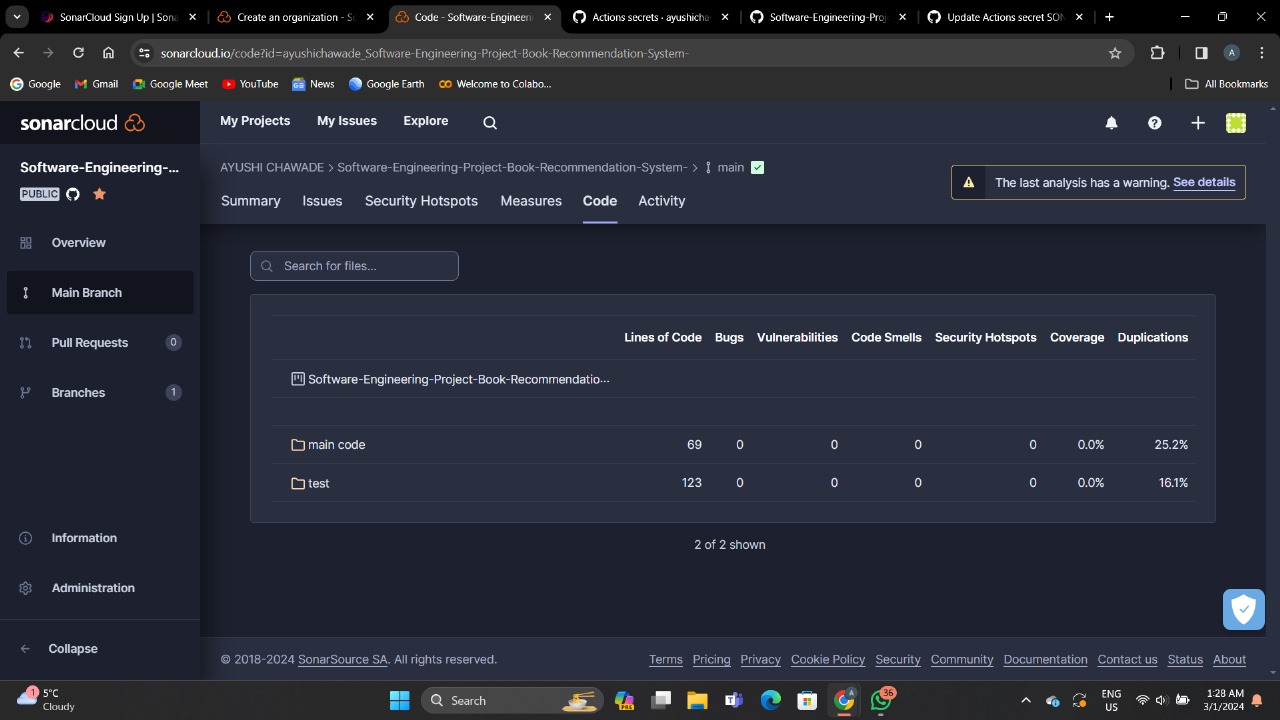 SonarCloud Sign Up | Sona
Create an organization - S
Code - Software-Engineerin
Actions secrets · ayushichaw
Software-Engineering-Proj
Update Actions secret SON
sonarcloud.io/code?id=ayushichawade_Software-Engineering-Project-Book-Recommendation-System-
A
Google
Gmail
Google Meet
YouTube
News
Google Earth
Welcome to Colabo...
All Bookmarks
sonarcloud
My Projects
My Issues
Explore
Software-Engineering-...
PUBLIC
AYUSHI CHAWADE > Software-Engineering-Project-Book-Recommendation-System- > main
The last analysis has a warning. See details
Summary
Issues
Security Hotspots
Measures
Code
Activity
Overview
Main Branch
Pull Requests 0
Branches 1
Information
Administration
Collapse
Search for files...
Lines of Code Bugs Vulnerabilities Code Smells Security Hotspots Coverage Duplications
Software-Engineering-Project-Book-Recommendatio...
main code 69 0 0 0 0 0.0% 25.2%
test 123 0 0 0 0 0.0% 16.1%
2 of 2 shown
© 2018-2024 SonarSource SA. All rights reserved.
Terms Pricing Privacy Cookie Policy Security Community Documentation Contact us Status About
1
5°C
Cloudy
Search
PRE
A
36
ENG
US
1:28 AM
3/1/2024